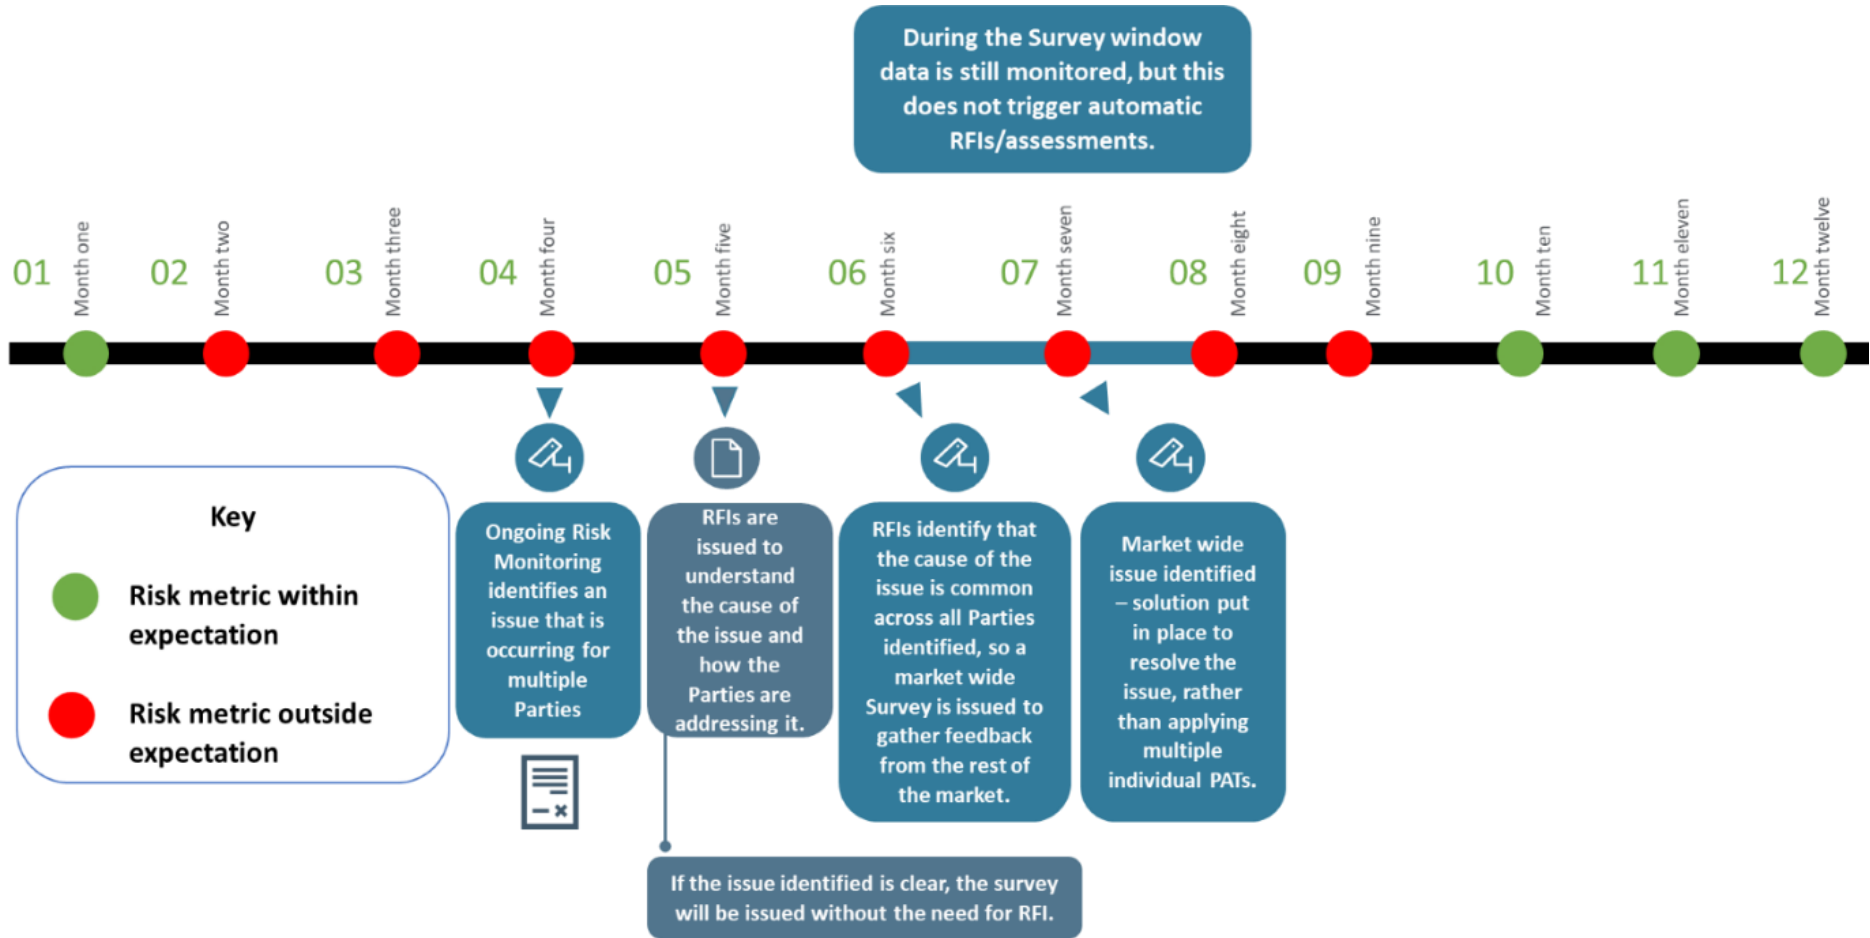 During the Survey window
data is still monitored, but this
does not trigger automatic
RFIs/assessments.
01
Month one
02
Month two
03
Month three
04
Month four
05
Month five
06
Month six
07
Month seven
08
Month eight
09
Month nine
10
Month ten
11
Month eleven
12
Month twelve
Key
Risk metric within
expectation
Risk metric outside
expectation
Ongoing Risk
Monitoring
identifies an
issue that is
occurring for
multiple
Parties
RFIs are
issued to
understand
the cause of
the issue and
how the
Parties are
addressing it.
RFIs identify that
the cause of the
issue is common
across all Parties
identified, so a
market wide
Survey is issued to
gather feedback
from the rest of
the market.
Market wide
issue identified
– solution put
in place to
resolve the
issue, rather
than applying
multiple
individual PATs.
If the issue identified is clear, the survey
will be issued without the need for RFI.